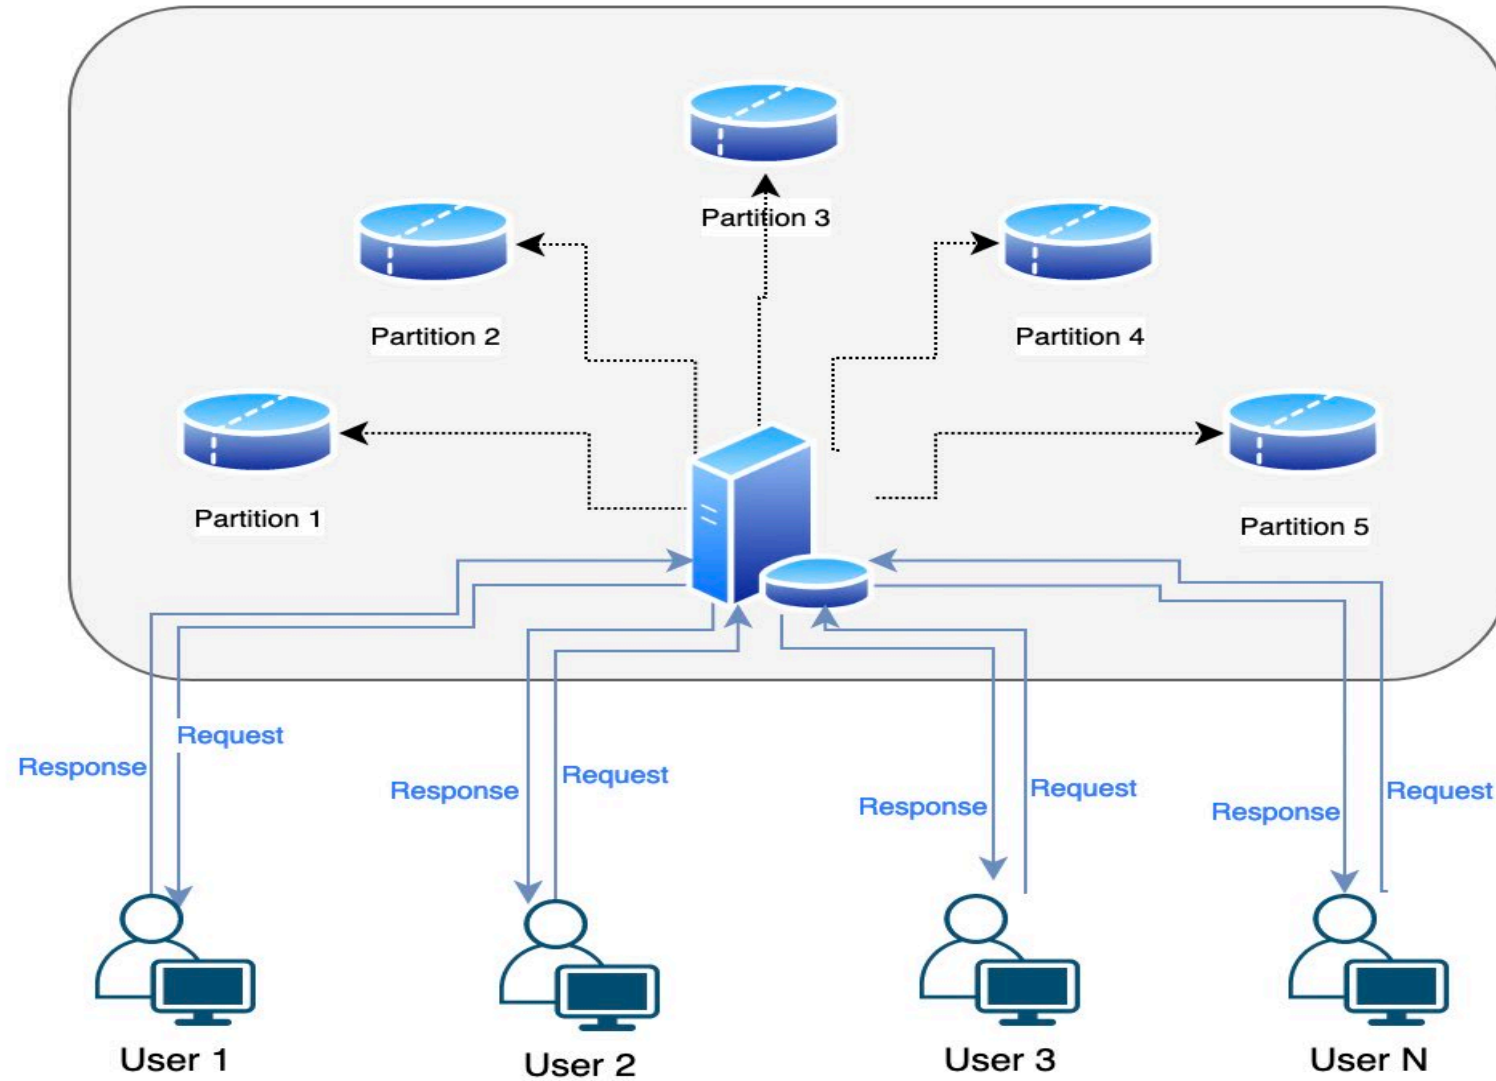 Partition 3
Partition 2
Partition 4
Partition 1
Partition 5
Request
Response
Response
Request
Response
Request
Response
Request
User 1
User 2
User 3
User N